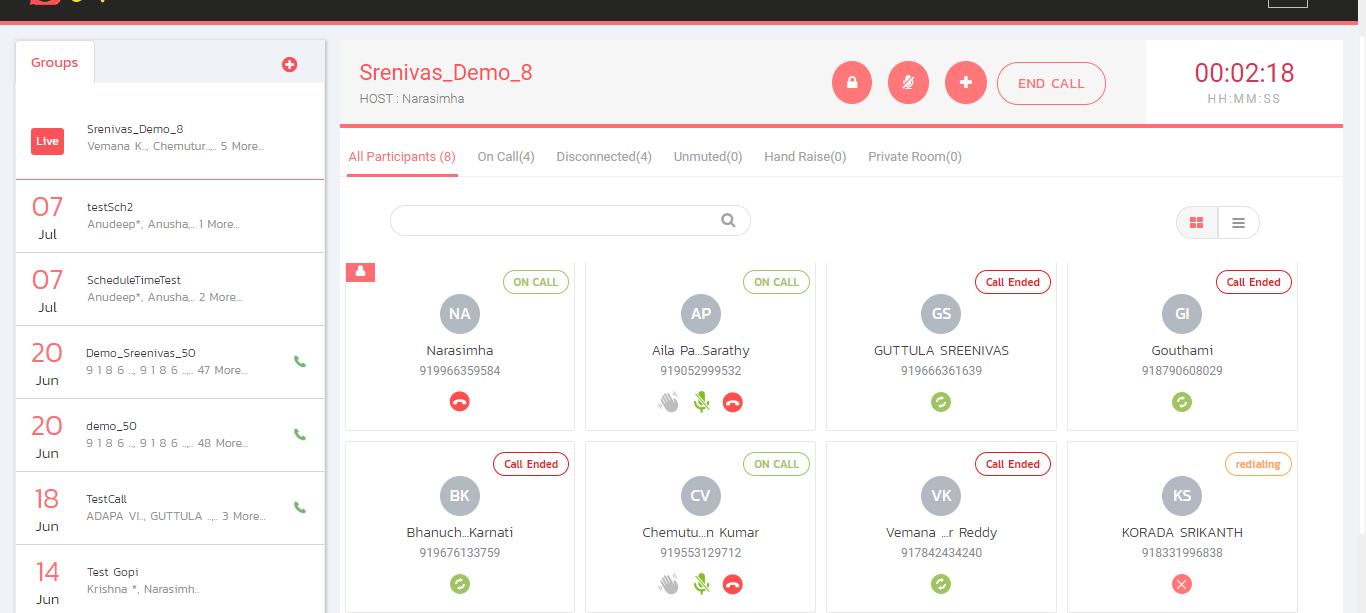 Groups
Live
Srenivas_Demo_8
Vemana K.., Chemutur..,.. 5 More...
07
Jul
testSch2
Anudeep*, Anusha,.. 1 More...
07
Jul
ScheduleTimeTest
Anudeep*, Anusha,.. 2 More...
20
Jun
Demo_Sreenivas_50
9 1 8 6 .., 9 1 8 6 ..,.. 47 More...
20
Jun
demo_50
9 1 8 6 .., 9 1 8 6 ..,.. 48 More...
18
Jun
TestCall
ADAPA VI.., GUTTULA ..,.. 3 More...
14
Jun
Test Gopi
Krishna *, Narasimh..
Srenivas_Demo_8
HOST : Narasimha
END CALL
00:02:18
HH:MM:SS
All Participants (8)
On Call(4)
Disconnected(4)
Unmuted(0)
Hand Raise(0)
Private Room(0)
ON CALL
NA
Narasimha
919966359584
ON CALL
AP
Aila Pa...Sarathy
919052999532
Call Ended
GS
GUTTULA SREENIVAS
919666361639
Call Ended
GI
Gouthami
918790608029
Call Ended
BK
Bhanuch...Karnati
919676133759
ON CALL
CV
Chemutu...n Kumar
919553129712
Call Ended
VK
Vemana ...r Reddy
917842434240
redialing
KS
KORADA SRIKANTH
918331996838